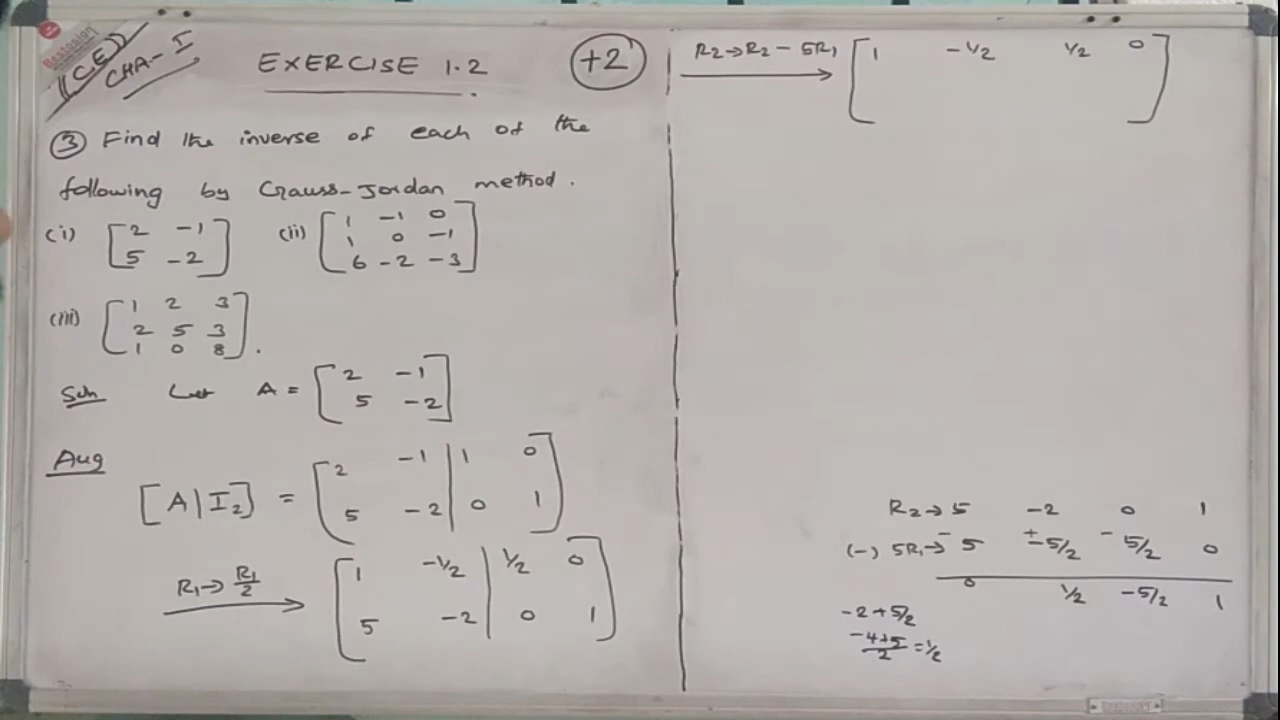 ((CE))
CHA- I
EXERCISE 1.2
+2
③ Find the inverse of each of the
following by Gauss-Jordan method.
(i) [2 -1
5 -2]
(ii) [1 -1 0
1 0 -1
6 -2 -3]
(iii) [1 2 3
2 5 3
1 0 8].
Soln Let A = [2 -1
5 -2]
Aug
[A|I2] = [2 -1 | 1 0
5 -2 | 0 1]
R1→R1/2 [1 -1/2 | 1/2 0
5 -2 | 0 1]
R2→R2-5R1 [1 -1/2 1/2 0]
R2→ 5 -2 0 1
(-) 5R1→ 5 -5/2 5/2 0
- + -
0 1/2 -5/2 1
-2+5/2
-4+5/2 = 1/2